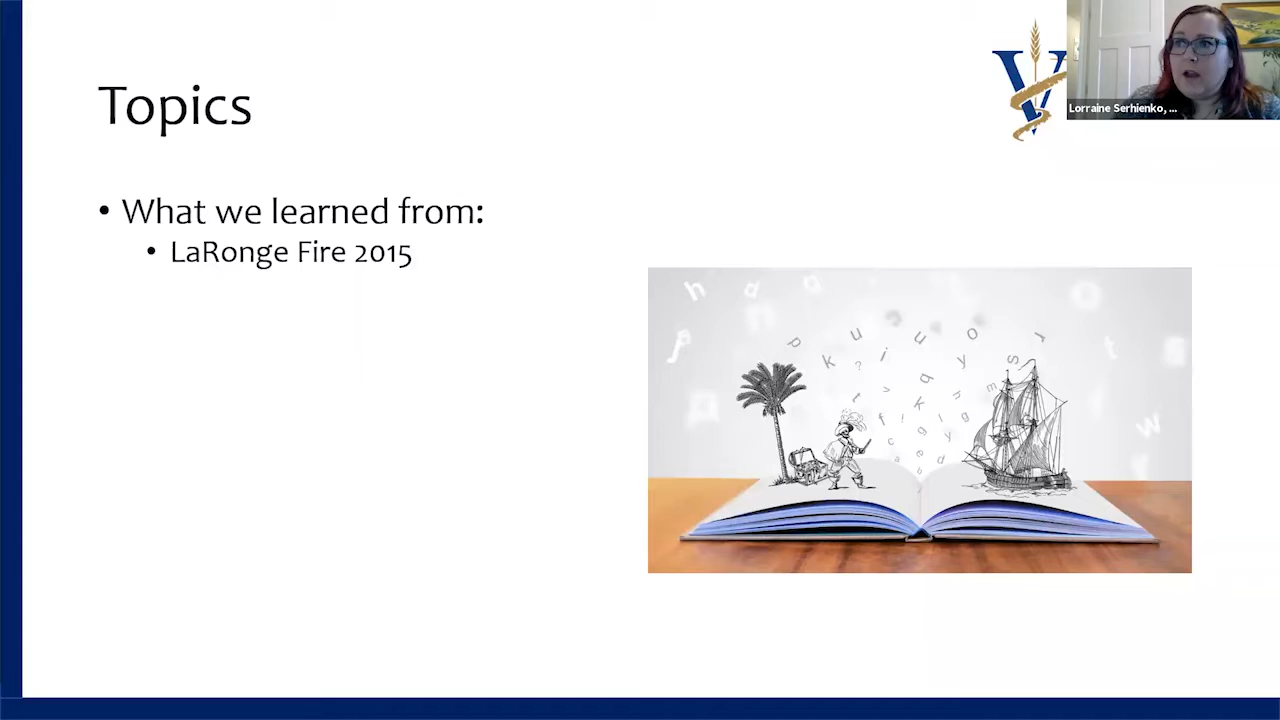 Topics
V
Lorraine Serhienko, ...
• What we learned from:
• LaRonge Fire 2015